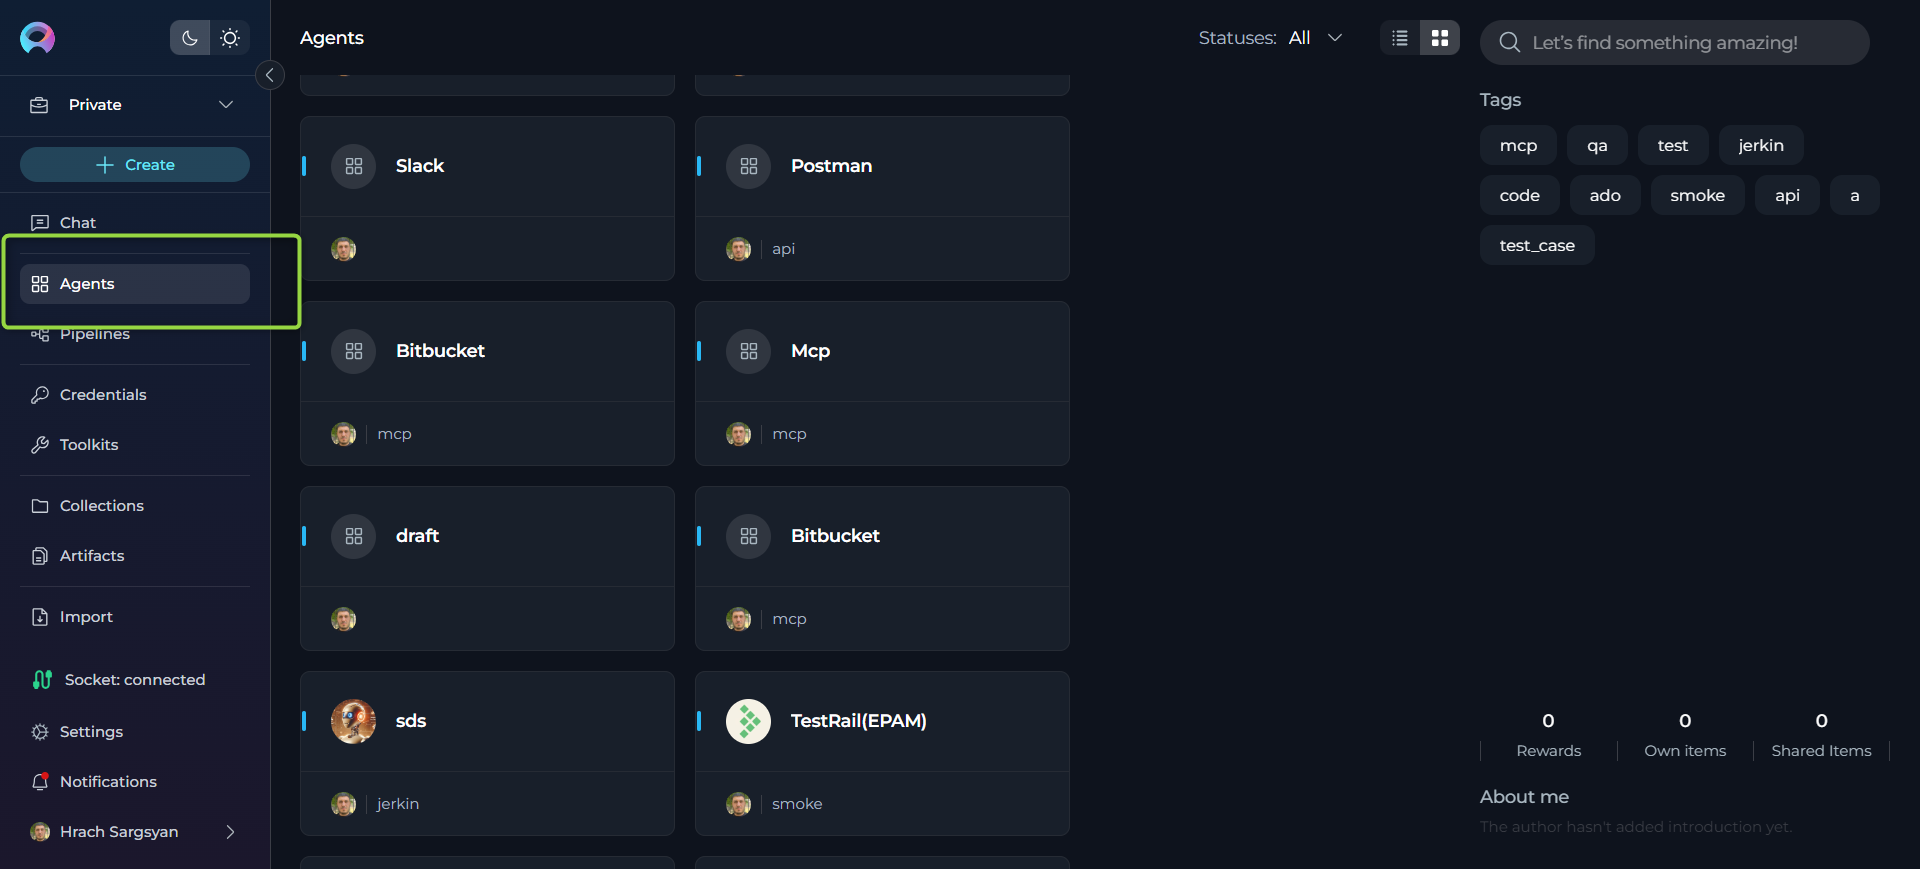 Private
Create
Chat
Agents
Pipelines
Credentials
Toolkits
Collections
Artifacts
Import
Socket: connected
Settings
Notifications
Hrach Sargsyan
Agents
Statuses: All
Slack
Postman
api
Bitbucket
mcp
Mcp
mcp
draft
Bitbucket
mcp
sds
jerkin
TestRail(EPAM)
smoke
Let's find something amazing!
Tags
mcp qa test jerkin
code ado smoke api a
test_case
0 0 0
Rewards Own items Shared Items
About me
The author hasn't added introduction yet.